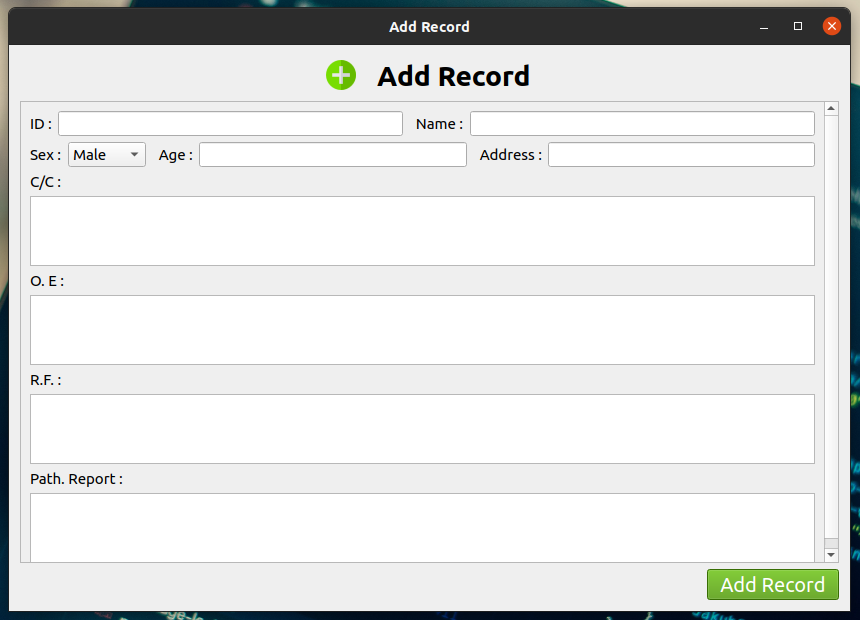 Add Record
Add Record
ID : Name :
Sex : Male Age : Address :
C/C :
O. E :
R.F. :
Path. Report :
Add Record